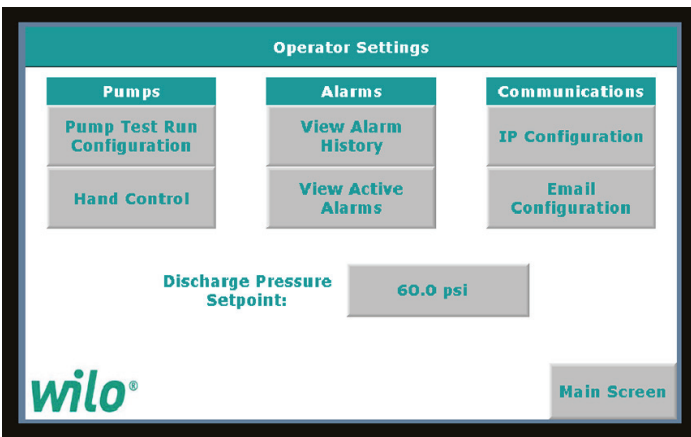 Operator Settings
Pumps
Pump Test Run
Configuration
Hand Control
Alarms
View Alarm
History
View Active
Alarms
Communications
IP Configuration
Email
Configuration
Discharge Pressure
Setpoint:
60.0 psi
wilo®
Main Screen